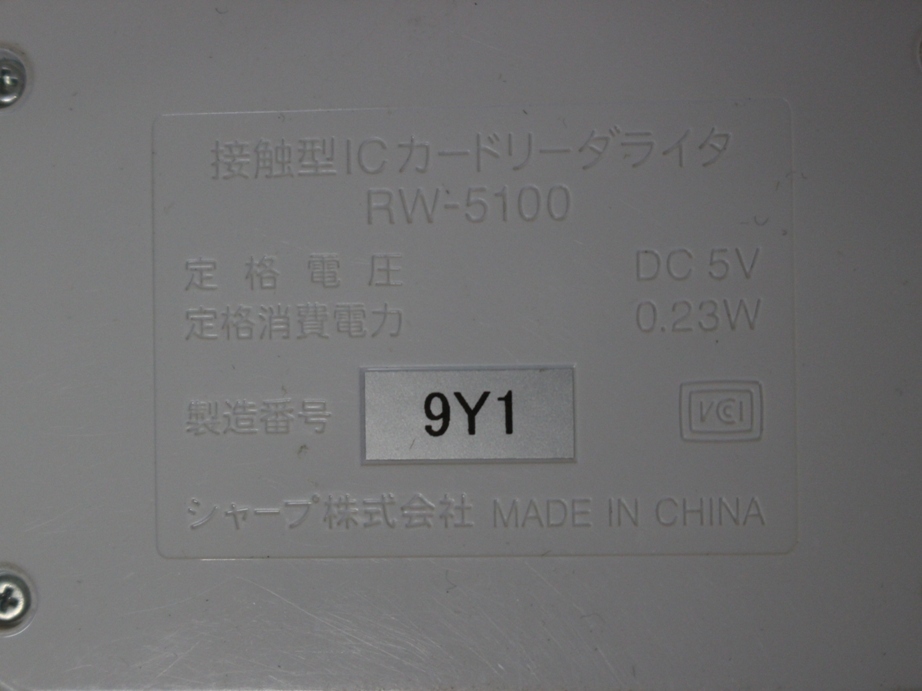 接触型ICカードリーダライタ
RW-5100
定格電圧 DC 5V
定格消費電力 0.23W
製造番号 9Y1 VCI
シャープ株式会社 MADE IN CHINA